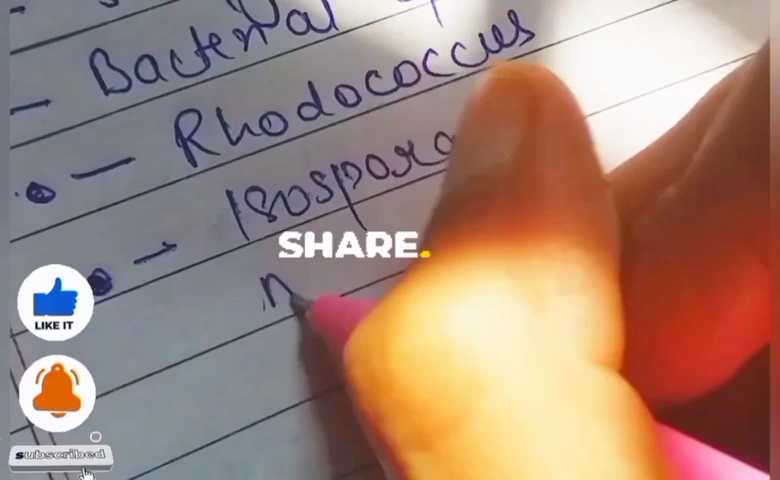 - Bacterial
- Rhodococcus
- Isospora
n
SHARE.
LIKE IT
subscribed